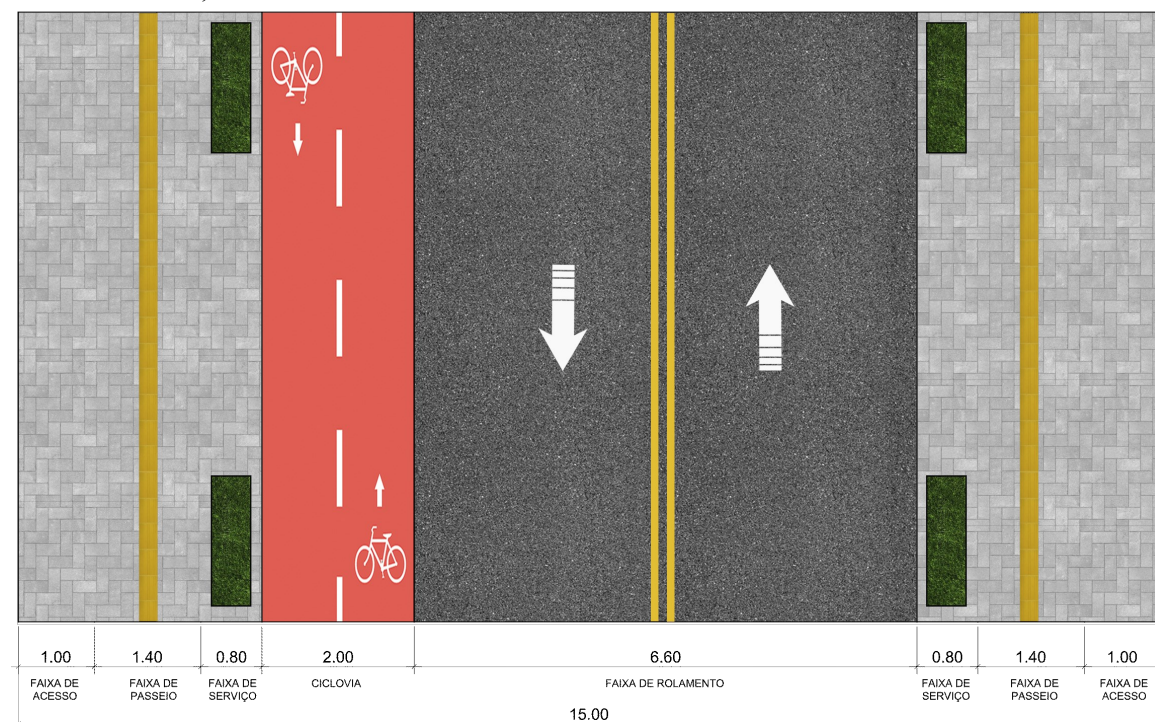 1.00 1.40 0.80 2.00 6.60 0.80 1.40 1.00
FAIXA DE ACESSO
FAIXA DE PASSEIO
FAIXA DE SERVIÇO
CICLOVIA
FAIXA DE ROLAMENTO
FAIXA DE SERVIÇO
FAIXA DE PASSEIO
FAIXA DE ACESSO
15.00